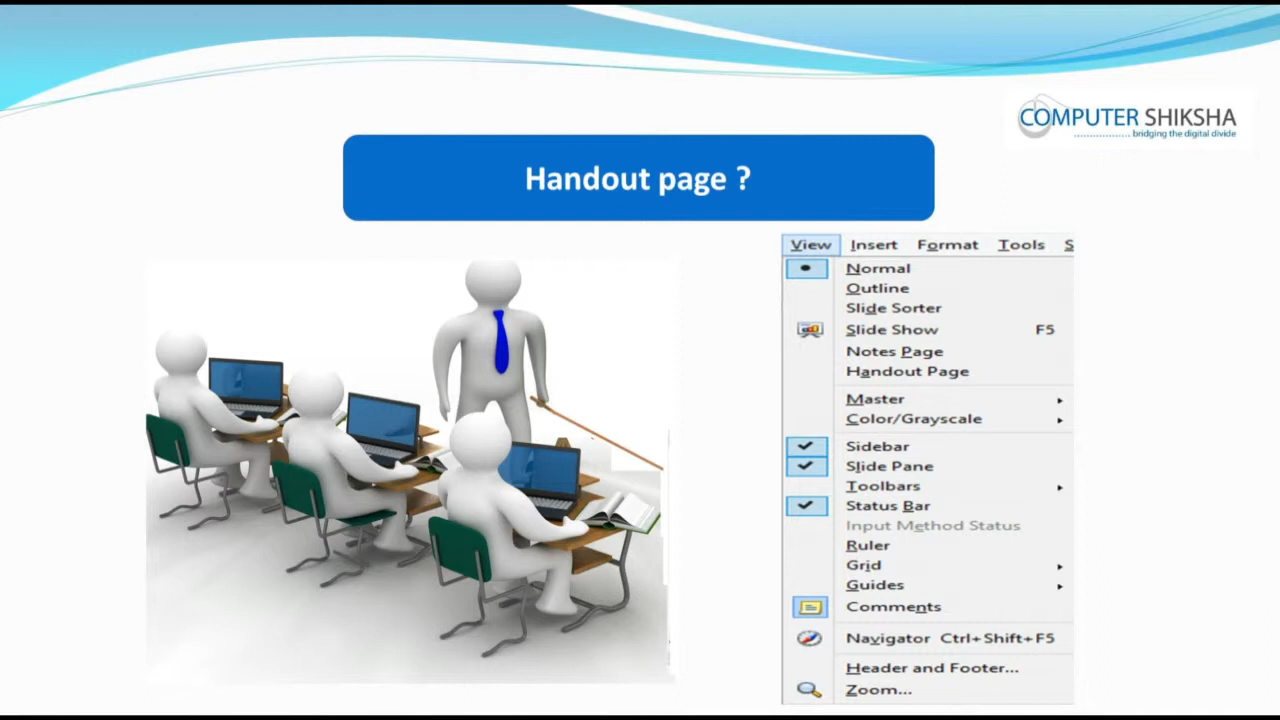 COMPUTER SHIKSHA
bridging the digital divide
Handout page ?
View Insert Format Tools S
Normal
Outline
Slide Sorter
Slide Show F5
Notes Page
Handout Page
Master
Color/Grayscale
Sidebar
Slide Pane
Toolbars
Status Bar
Input Method Status
Ruler
Grid
Guides
Comments
Navigator Ctrl+Shift+F5
Header and Footer...
Zoom...